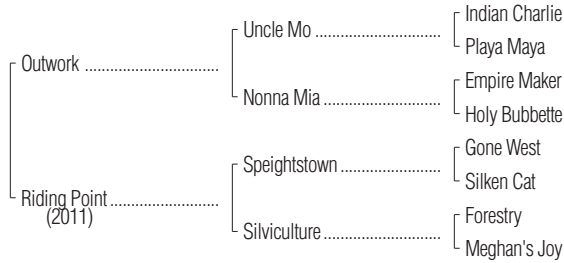 Indian Charlie
Uncle Mo ........................................
Playa Maya
Outwork ...........................................
Empire Maker
Nonna Mia .....................................
Holy Bubbette
Gone West
Speightstown ................................
Silken Cat
Riding Point ...................................
(2011)
Forestry
Silviculture .....................................
Meghan's Joy